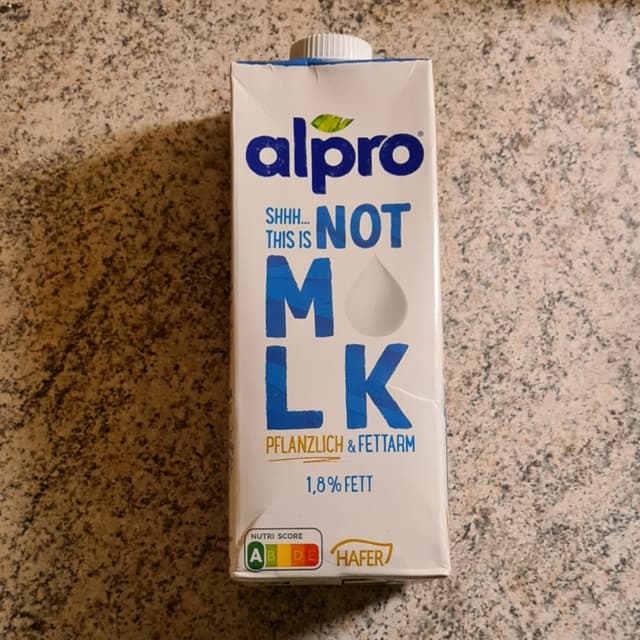 alpro®
SHHH...
THIS IS NOT
M LK
PFLANZLICH & FETTARM
1,8% FETT
NUTRI SCORE
A B C D E
HAFER